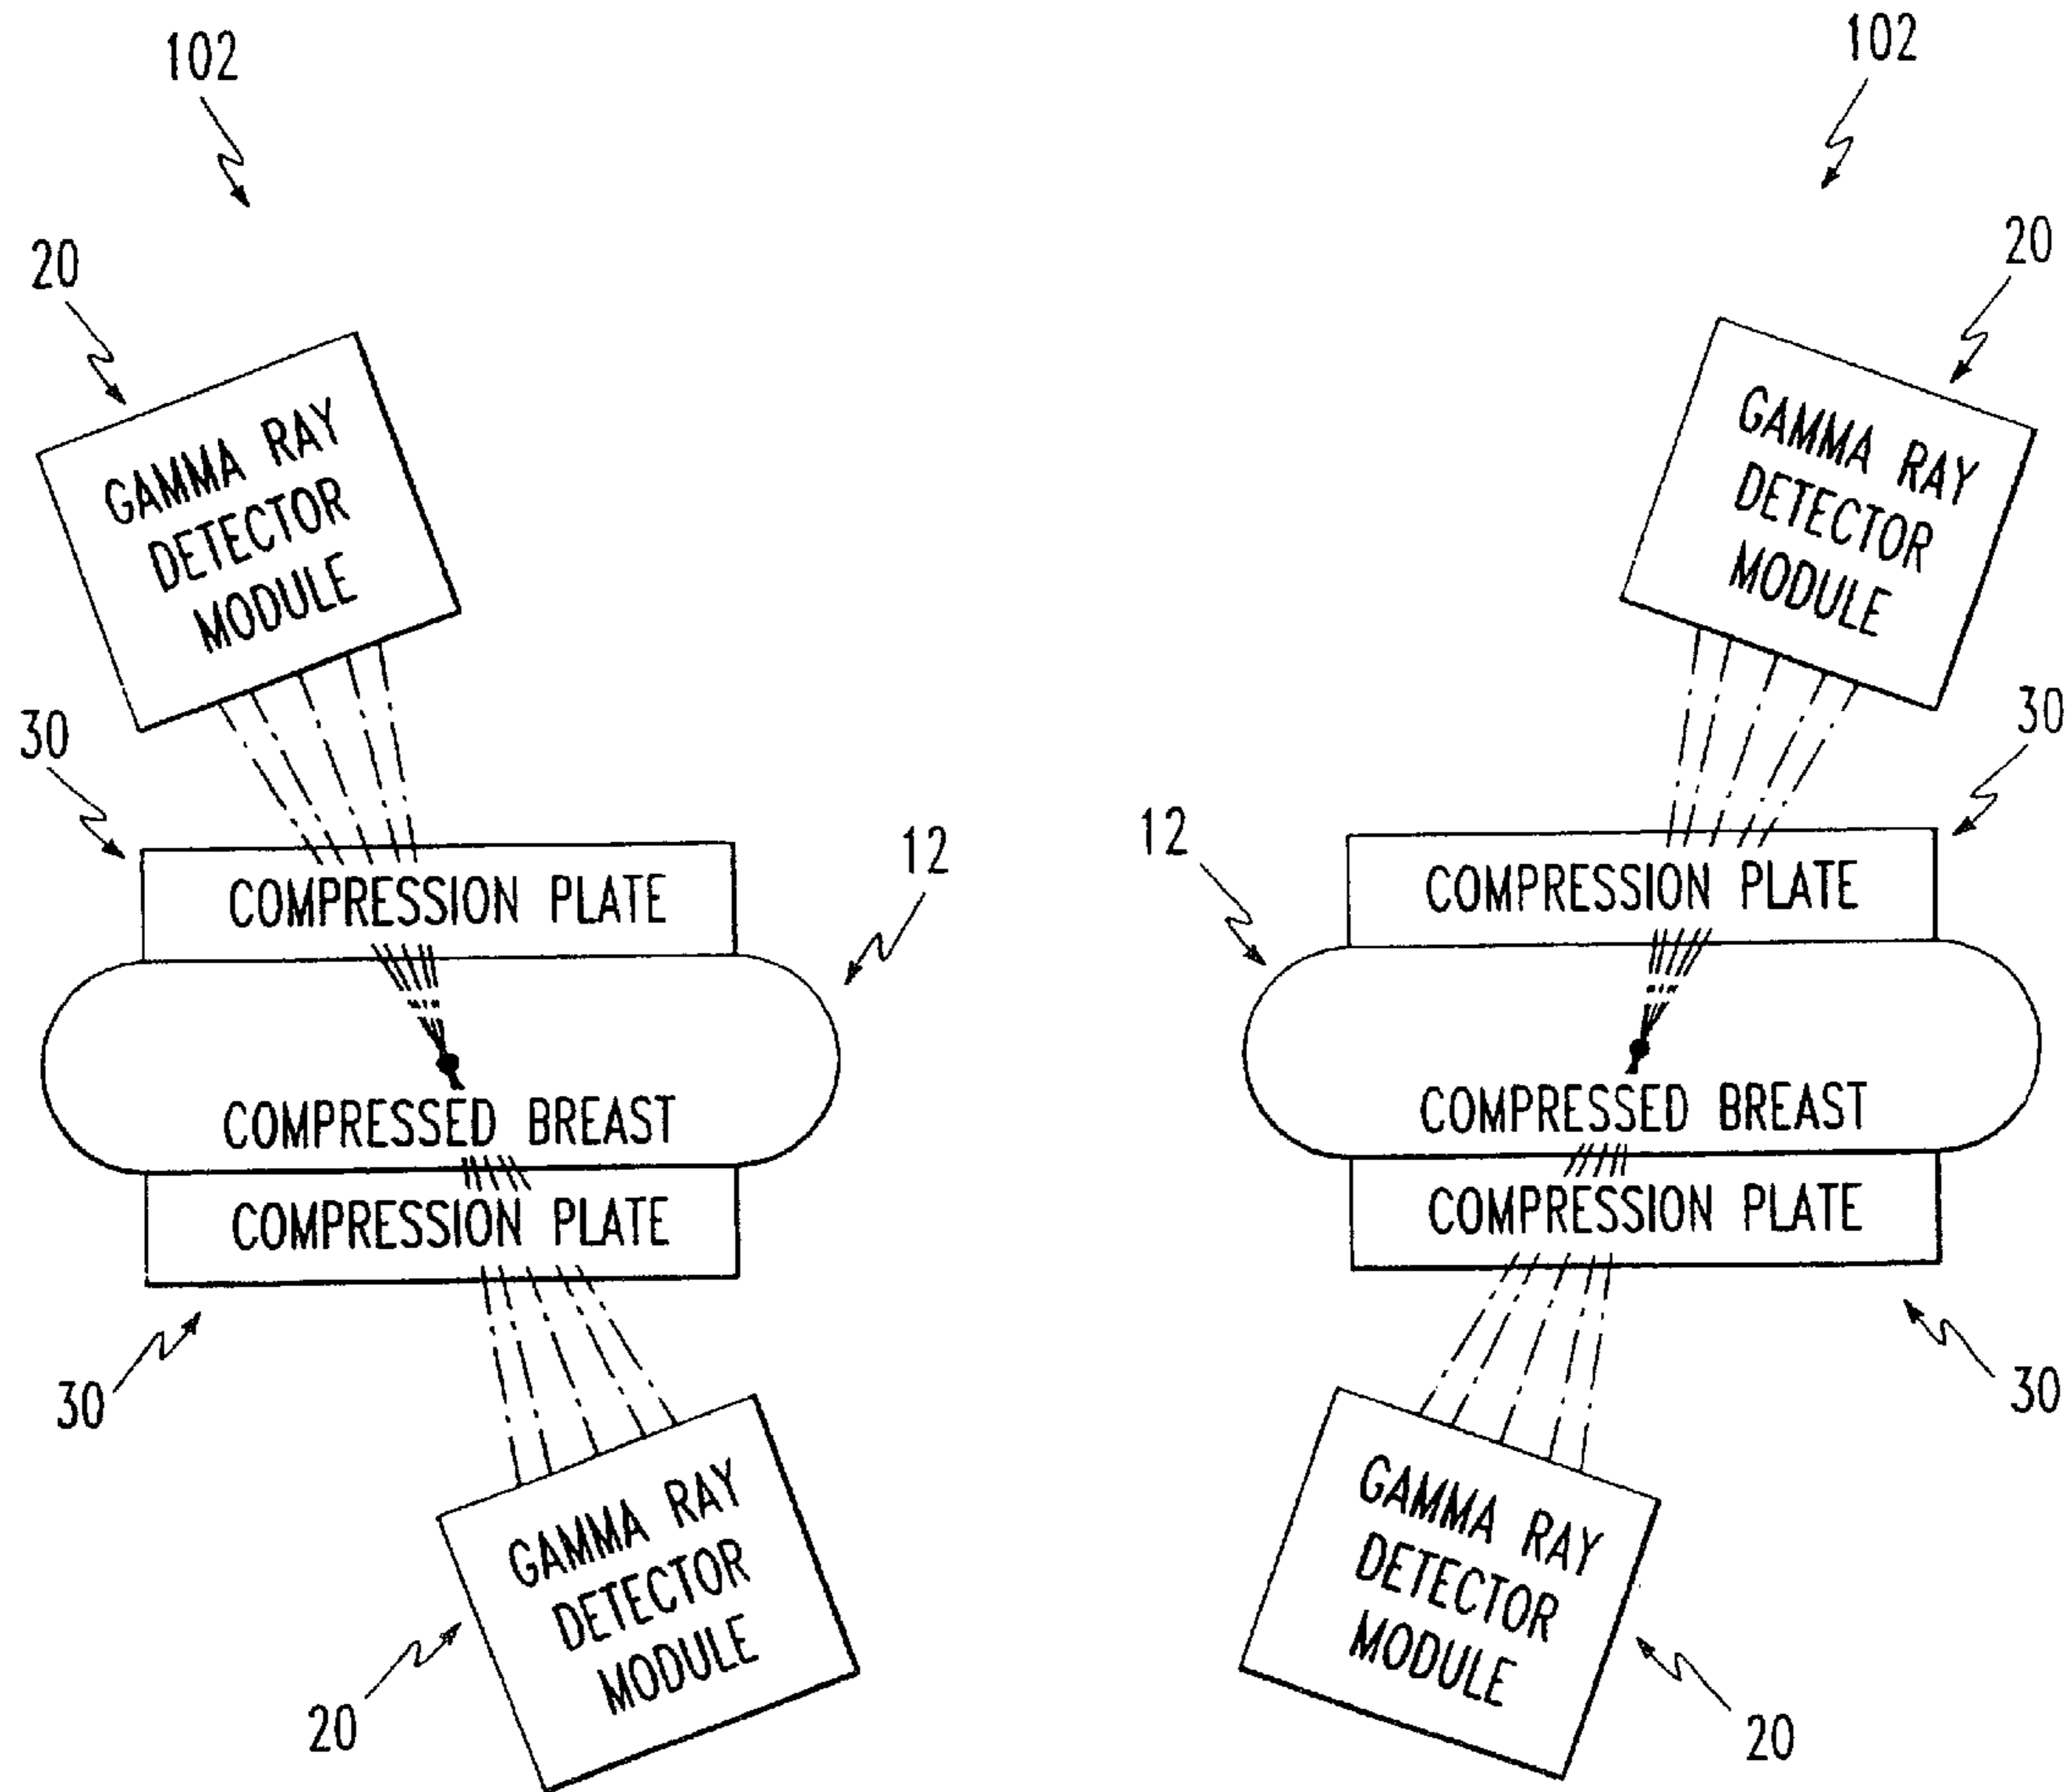 102
20
GAMMA RAY
DETECTOR
MODULE
30
COMPRESSION PLATE
12
COMPRESSED BREAST
COMPRESSION PLATE
30
GAMMA RAY
DETECTOR
MODULE
20
102
20
GAMMA RAY
DETECTOR
MODULE
30
12
COMPRESSION PLATE
COMPRESSED BREAST
COMPRESSION PLATE
30
GAMMA RAY
DETECTOR
MODULE
20